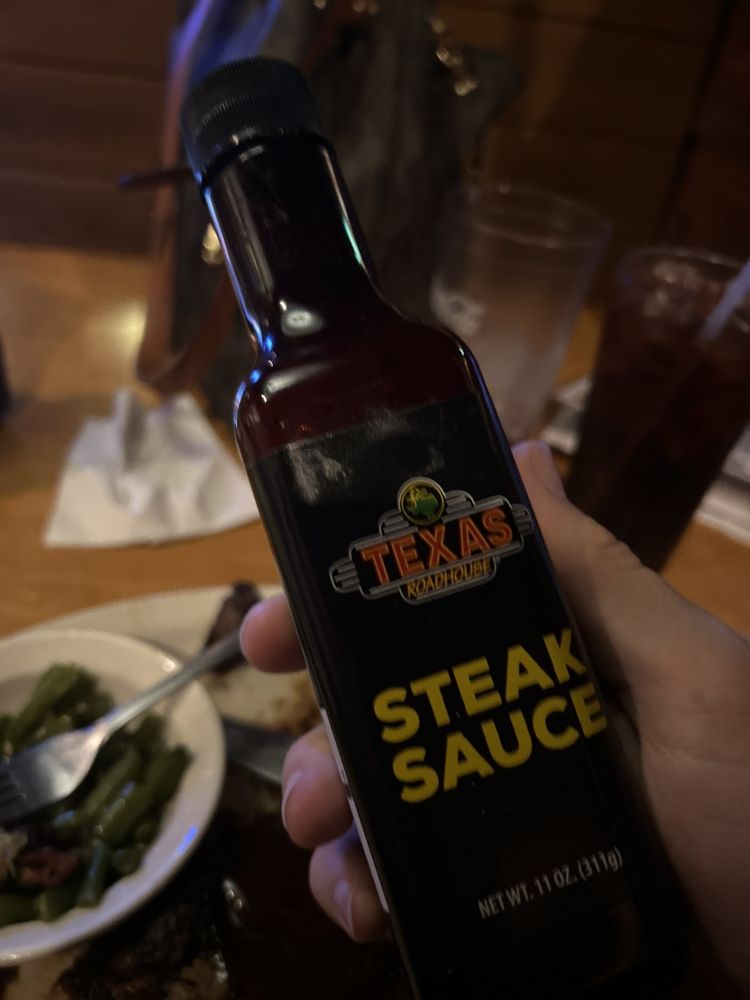 TEXAS
ROADHOUSE
STEAK
SAUCE
NET WT. 11 OZ. (311g)